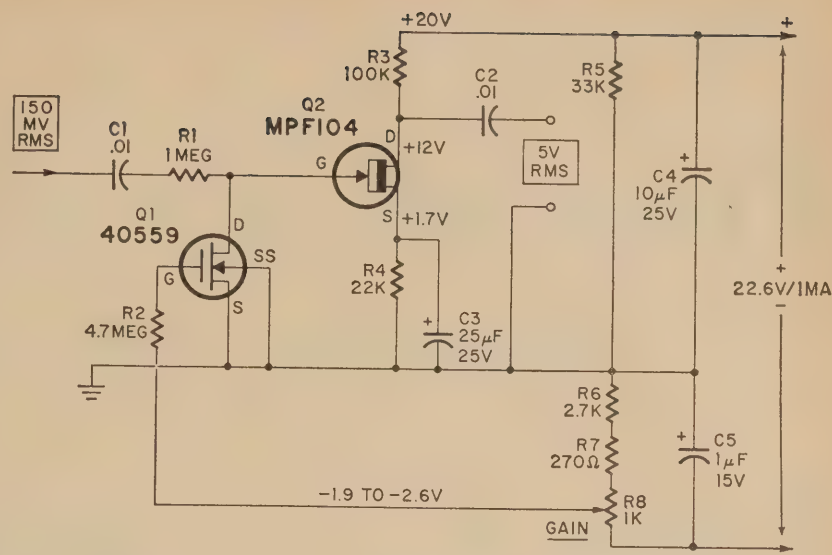 +20V
+
R3
100K
R5
33K
C2
.01
150
MV
RMS
Q2
MPF104
C1
.01
R1
1 MEG
D
+12V
G
5V
RMS
C4
10µF
25V
+
Q1
40559
S
+1.7V
D
SS
G
S
R4
22K
+
22.6V/1MA
−
R2
4.7MEG
+
C3
25µF
25V
R6
2.7K
R7
270Ω
+
C5
1µF
15V
−1.9 TO −2.6V
R8
1K
GAIN